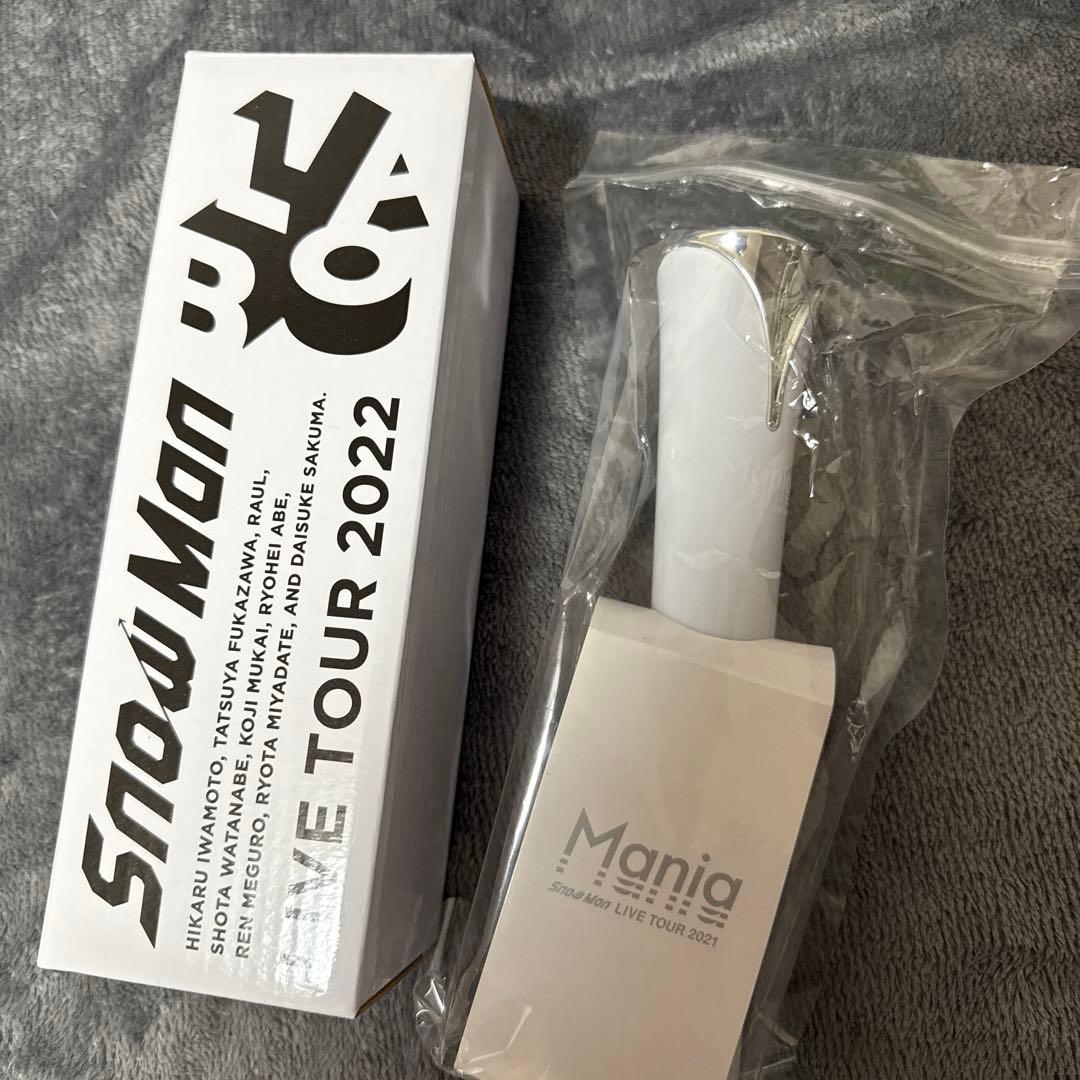 Snow Man
HIKARU IWAMOTO, TATSUYA FUKAZAWA, RAUL,
SHOTA WATANABE, KOJI MUKAI, RYOHEI ABE,
REN MEGURO, RYOTA MIYADATE, AND DAISUKE SAKUMA.
LIVE TOUR 2022
Mania
Snow Man LIVE TOUR 2021